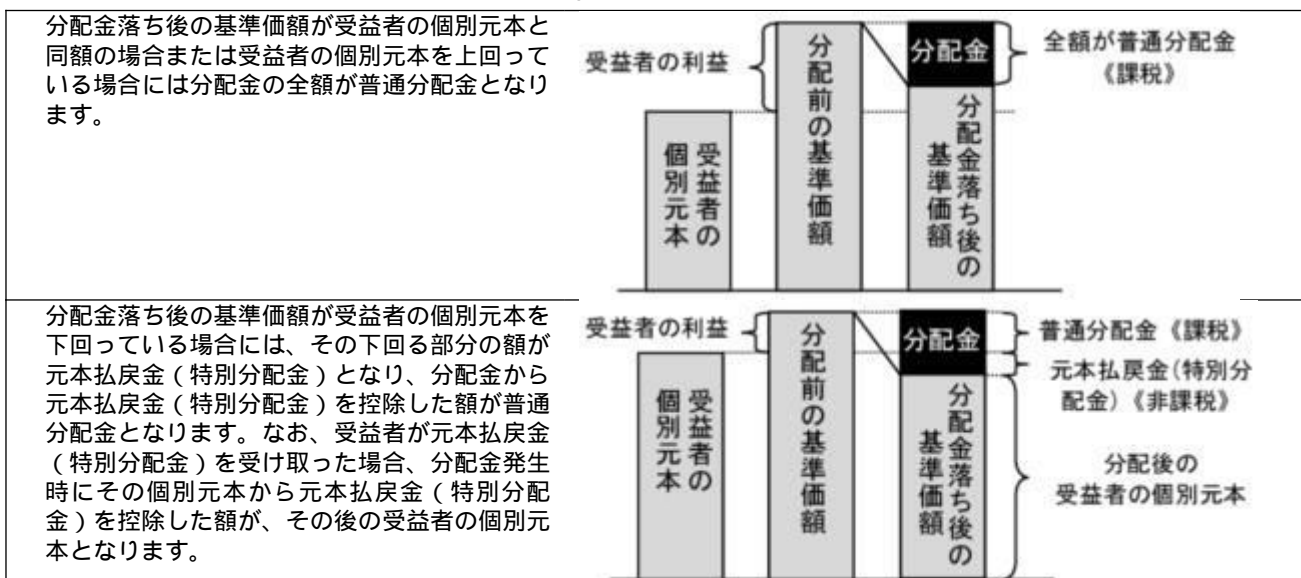 分配金落ち後の基準価額が受益者の個別元本と
同額の場合または受益者の個別元本を上回って
いる場合には分配金の全額が普通分配金となり
ます。
受益者の利益
受益者の
個別元本
分配前の基準価額
分配金
分配金落ち後の
基準価額
全額が普通分配金
《課税》
分配金落ち後の基準価額が受益者の個別元本を
下回っている場合には、その下回る部分の額が
元本払戻金(特別分配金)となり、分配金から
元本払戻金(特別分配金)を控除した額が普通
分配金となります。なお、受益者が元本払戻金
(特別分配金)を受け取った場合、分配金発生
時にその個別元本から元本払戻金(特別分配
金)を控除した額が、その後の受益者の個別元
本となります。
受益者の利益
受益者の
個別元本
分配前の基準価額
分配金
分配金落ち後の
基準価額
普通分配金《課税》
元本払戻金(特別分
配金)《非課税》
分配後の
受益者の個別元本